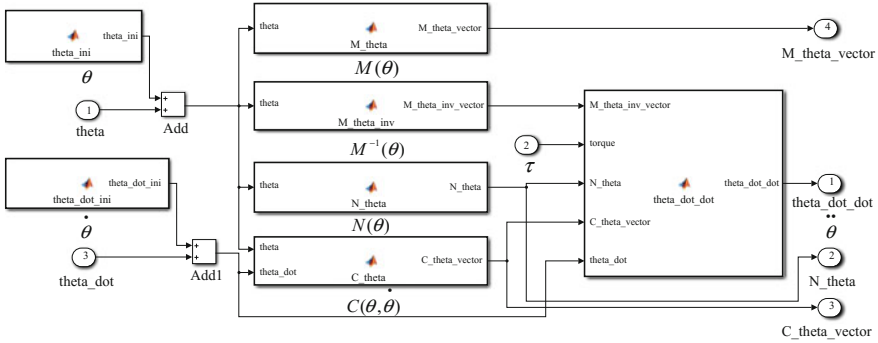 theta_ini
theta_ini
θ
1
theta
+
+
Add
theta_dot_ini
theta_dot_ini
θ̇
3
theta_dot
+
+
Add1
theta
M_theta_vector
M_theta
M(θ)
theta
M_theta_inv_vector
M_theta_inv
M⁻¹(θ)
theta
N_theta
N_theta
N(θ)
theta
theta_dot
C_theta_vector
C_theta
C(θ,θ̇)
2
τ
M_theta_inv_vector
torque
N_theta
C_theta_vector
theta_dot
theta_dot_dot
theta_dot_dot
4
M_theta_vector
1
theta_dot_dot
θ̈
2
N_theta
3
C_theta_vector